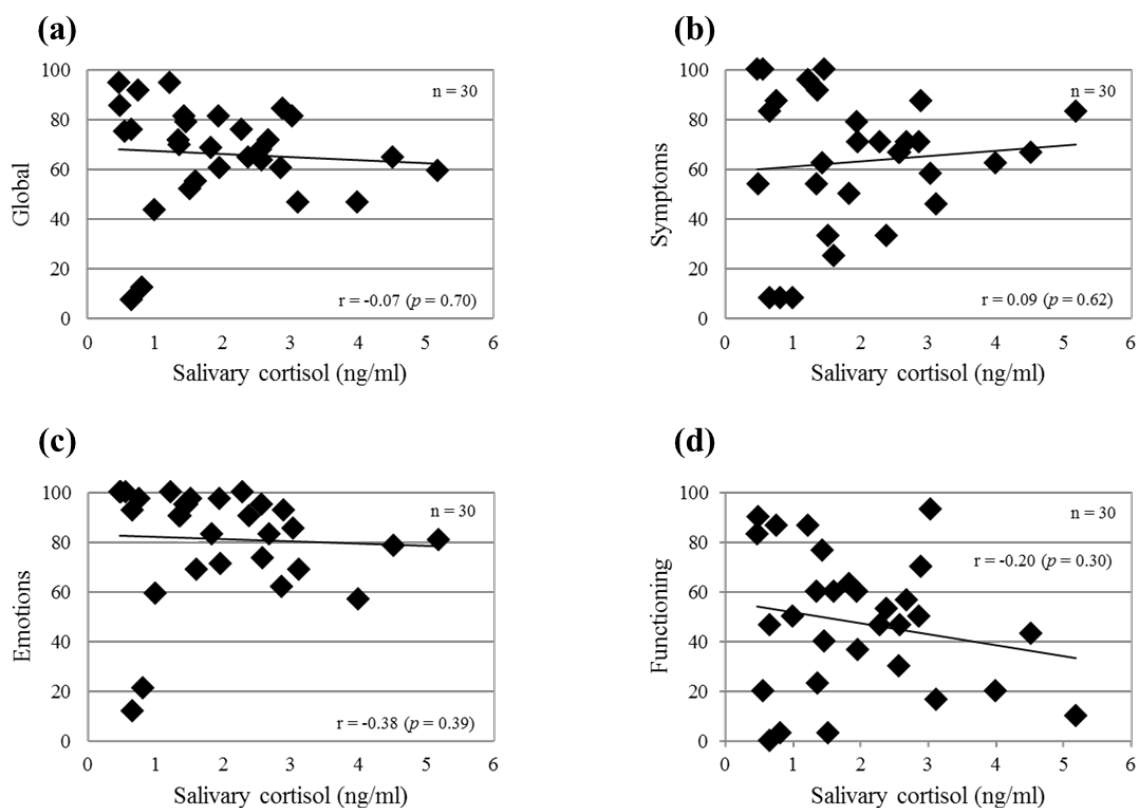 (a)
100
80
60
40
20
0
Global
n = 30
r = -0.07 (p = 0.70)
0 1 2 3 4 5 6
Salivary cortisol (ng/ml)
(b)
100
80
60
40
20
0
Symptoms
n = 30
r = 0.09 (p = 0.62)
0 1 2 3 4 5 6
Salivary cortisol (ng/ml)
(c)
100
80
60
40
20
0
Emotions
n = 30
r = -0.38 (p = 0.39)
0 1 2 3 4 5 6
Salivary cortisol (ng/ml)
(d)
100
80
60
40
20
0
Functioning
n = 30
r = -0.20 (p = 0.30)
0 1 2 3 4 5 6
Salivary cortisol (ng/ml)